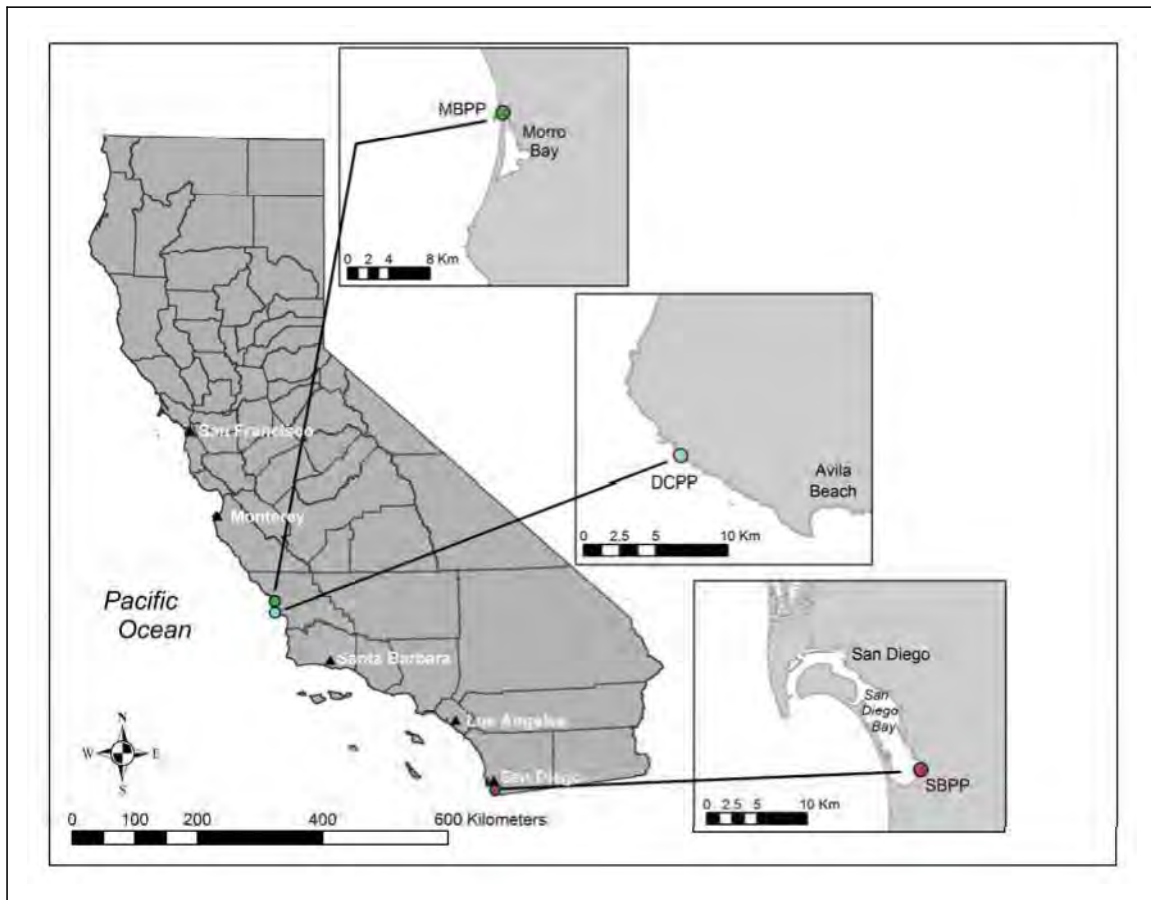 MBPP
Morro
Bay
0 2 4 8 Km
San Francisco
Monterey
DCPP
Avila
Beach
0 2.5 5 10 Km
Pacific
Ocean
Santa Barbara
San Diego
San
Diego
Bay
Los Angeles
N
W E
S
San Diego
SBPP
0 2.5 5 10 Km
0 100 200 400 600 Kilometers